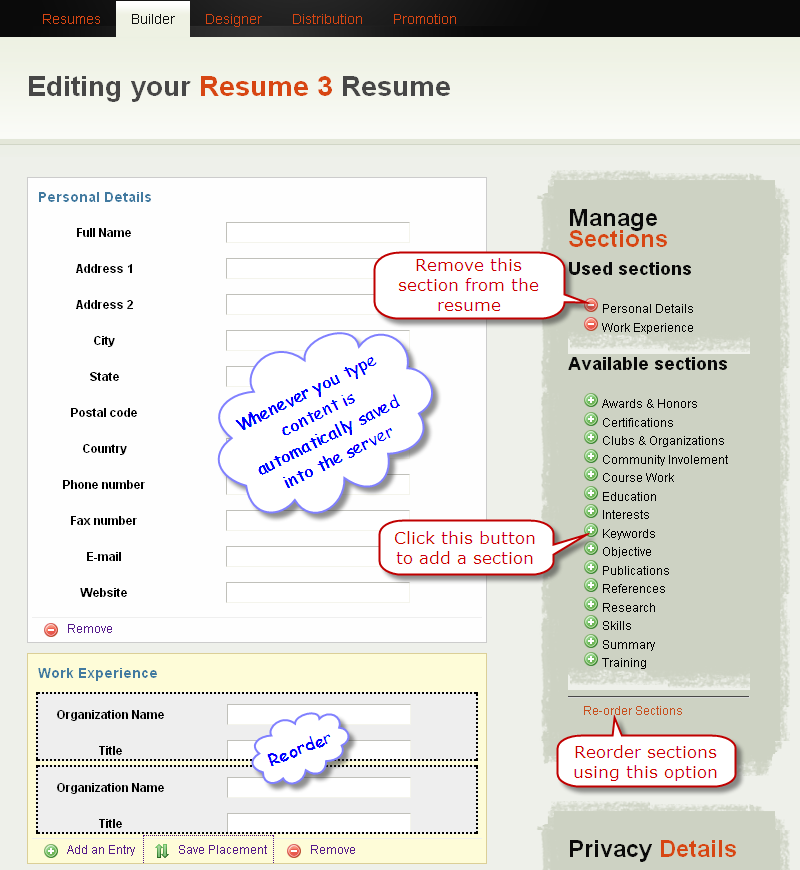 Resumes Builder Designer Distribution Promotion
Editing your Resume 3 Resume
Personal Details
Full Name
Address 1
Address 2
City
State
Postal code
Country
Phone number
Fax number
E-mail
Website
Remove
Whenever you type
content is
automatically saved
into the server
Work Experience
Organization Name
Title
Organization Name
Title
Reorder
Add an Entry Save Placement Remove
Manage
Sections
Used sections
Personal Details
Work Experience
Remove this
section from the
resume
Available sections
Awards & Honors
Certifications
Clubs & Organizations
Community Involement
Course Work
Education
Interests
Keywords
Objective
Publications
References
Research
Skills
Summary
Training
Click this button
to add a section
Re-order Sections
Reorder sections
using this option
Privacy Details